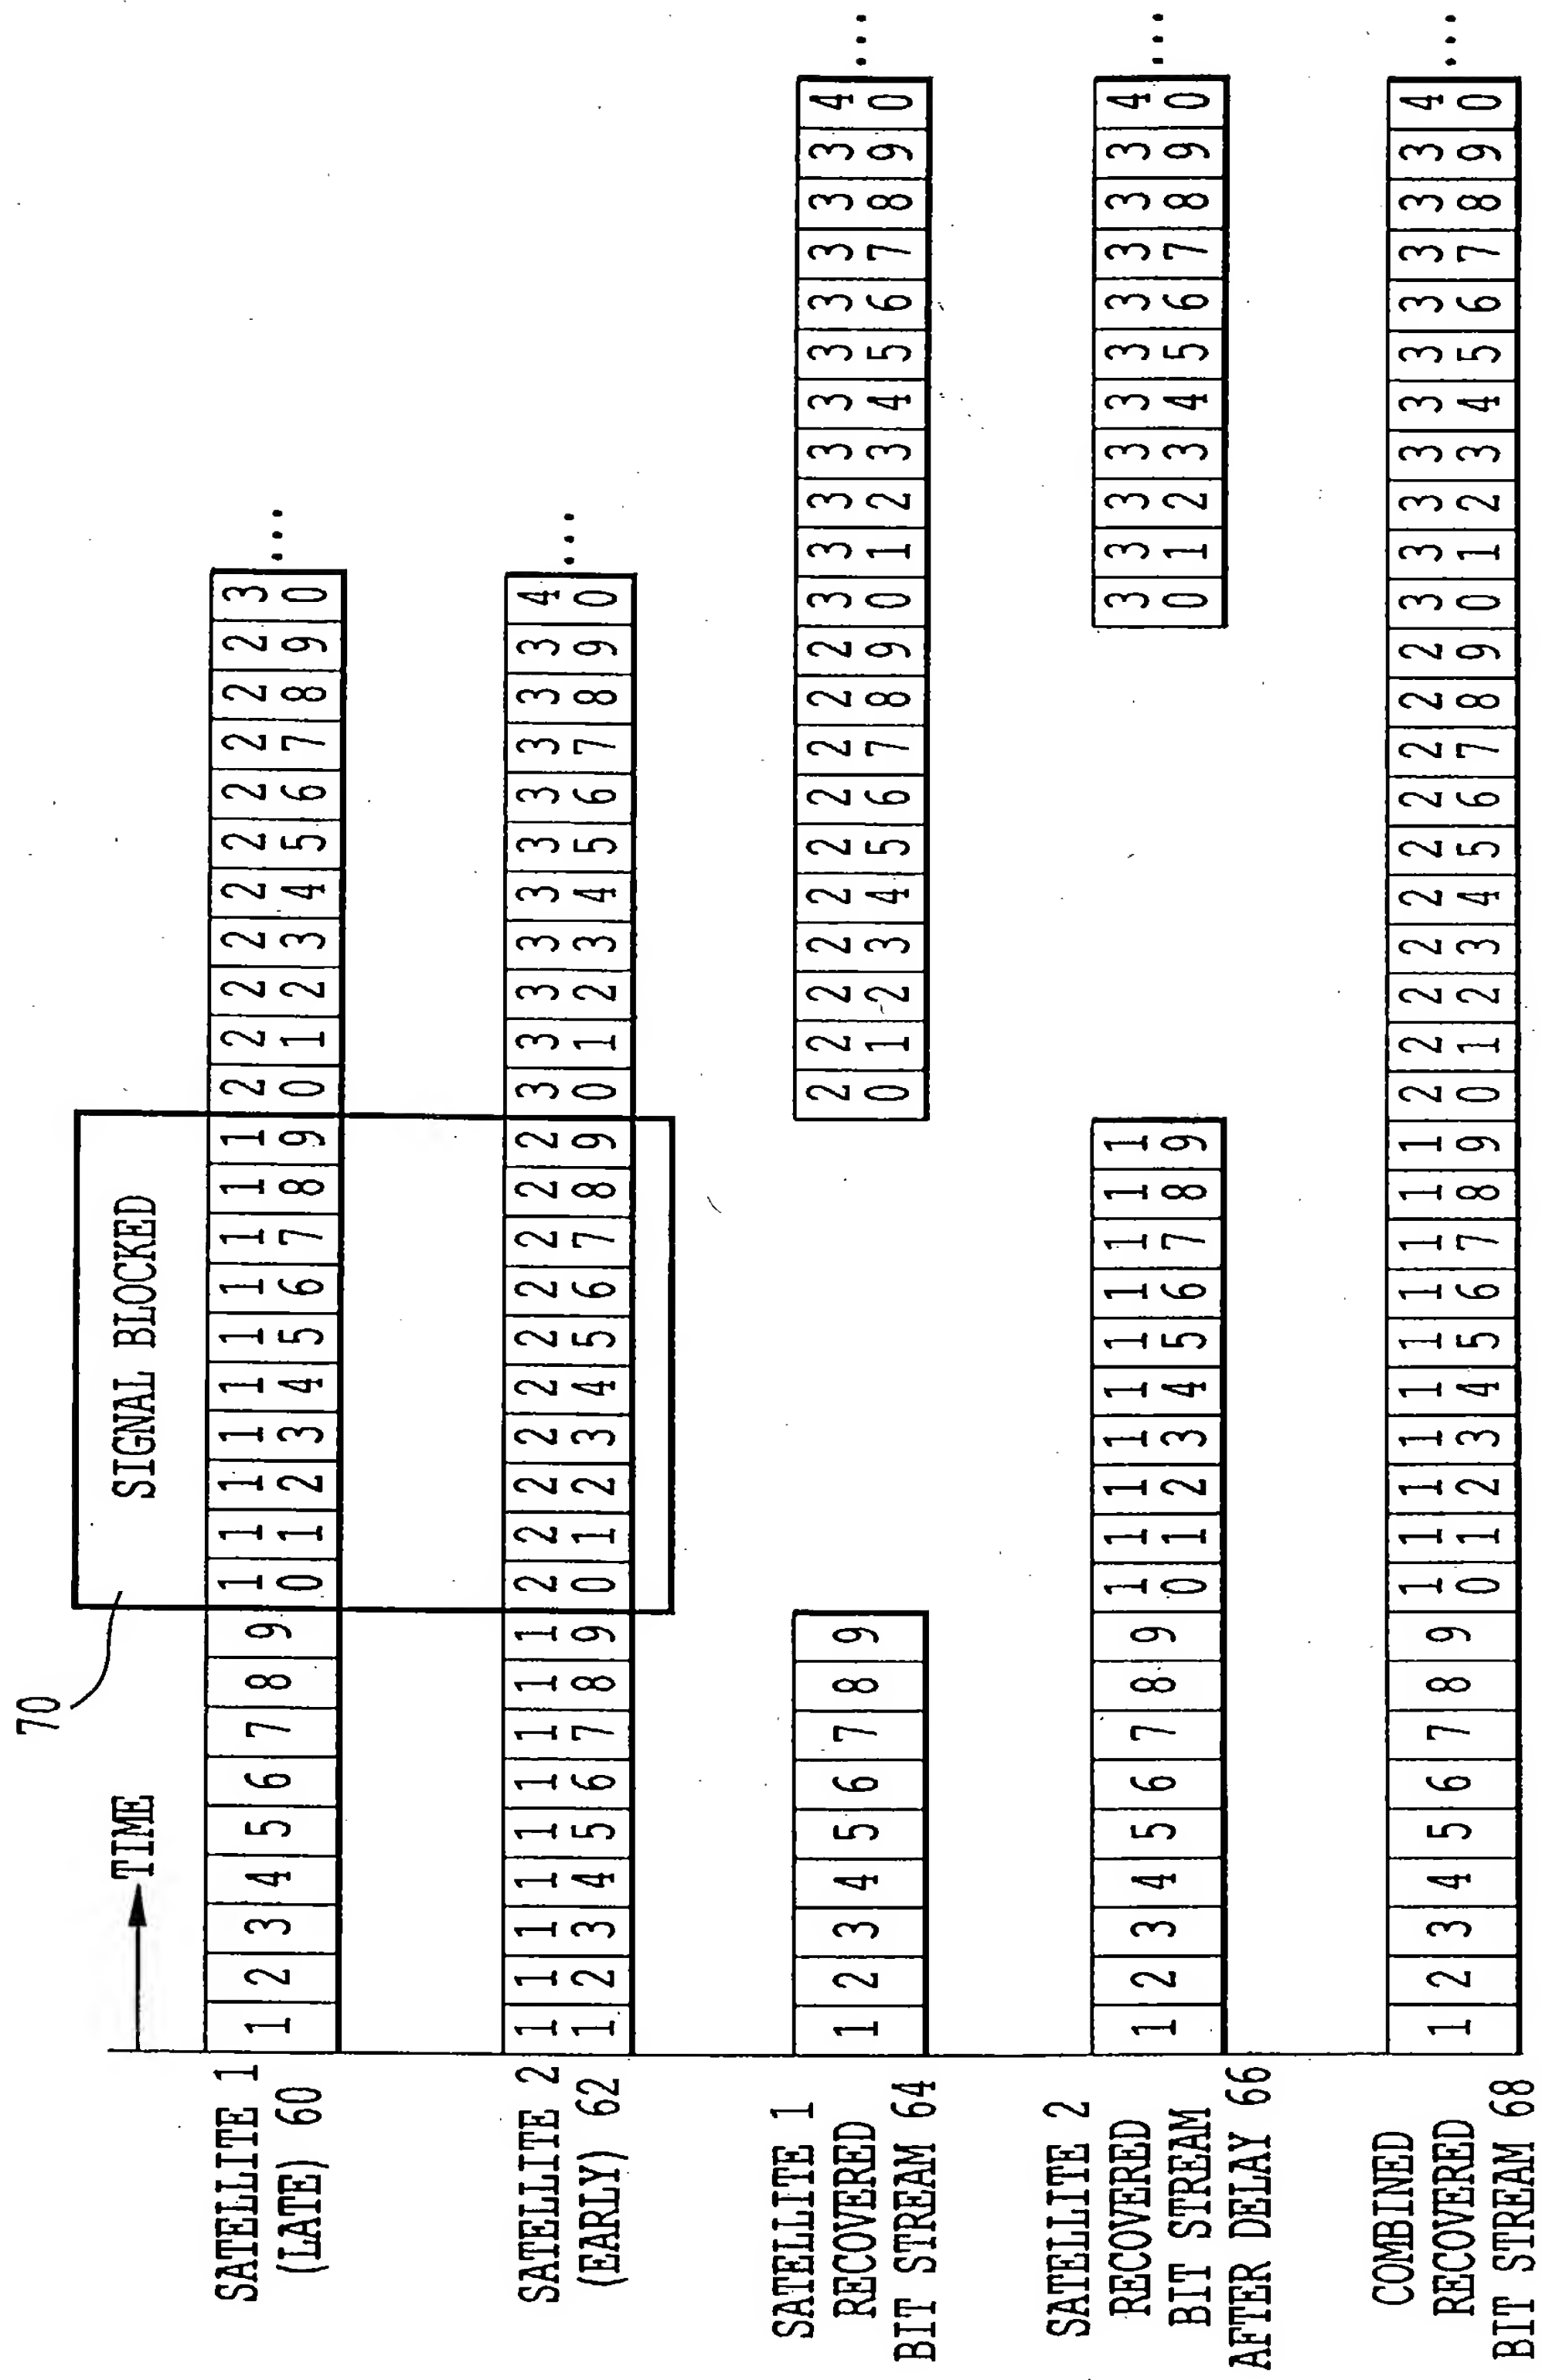 70
TIME
SIGNAL BLOCKED
SATELLITE 1
(LATE) 60
1 2 3 4 5 6 7 8 9 10 11 12 13 14 15 16 17 18 19 20 21 22 23 24 25 26 27 28 29 30 ...
SATELLITE 2
(EARLY) 62
11 12 13 14 15 16 17 18 19 20 21 22 23 24 25 26 27 28 29 30 31 32 33 34 35 36 37 38 39 40 ...
SATELLITE 1
RECOVERED
BIT STREAM 64
1 2 3 4 5 6 7 8 9 20 21 22 23 24 25 26 27 28 29 30 31 32 33 34 35 36 37 38 39 40 ...
SATELLITE 2
RECOVERED
BIT STREAM
AFTER DELAY 66
1 2 3 4 5 6 7 8 9 10 11 12 13 14 15 16 17 18 19 30 31 32 33 34 35 36 37 38 39 40 ...
COMBINED
RECOVERED
BIT STREAM 68
1 2 3 4 5 6 7 8 9 10 11 12 13 14 15 16 17 18 19 20 21 22 23 24 25 26 27 28 29 30 31 32 33 34 35 36 37 38 39 40 ...